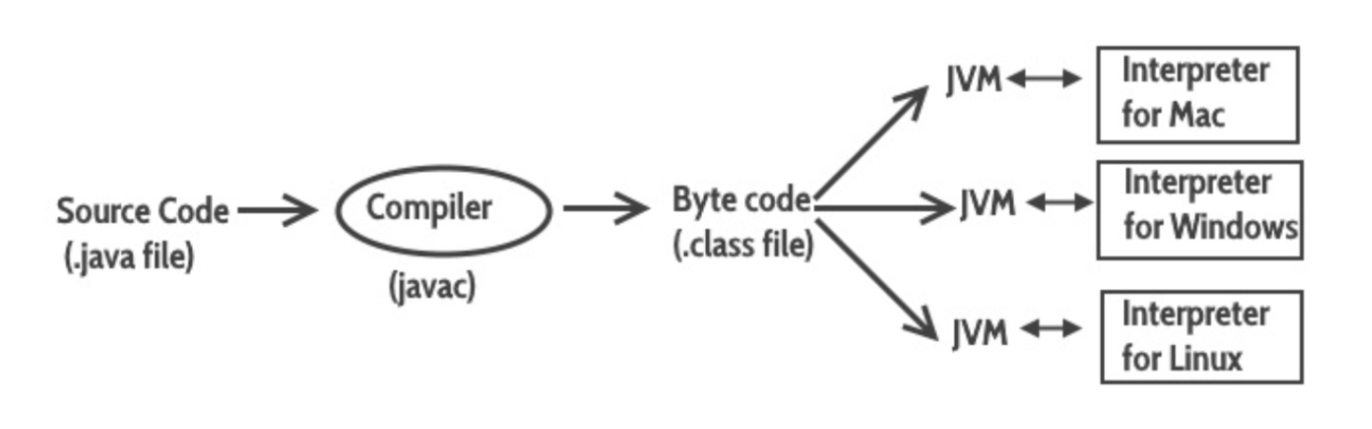 Source Code
(.java file)
Compiler
(javac)
Byte code
(.class file)
JVM
Interpreter
for Mac
JVM
Interpreter
for Windows
JVM
Interpreter
for Linux